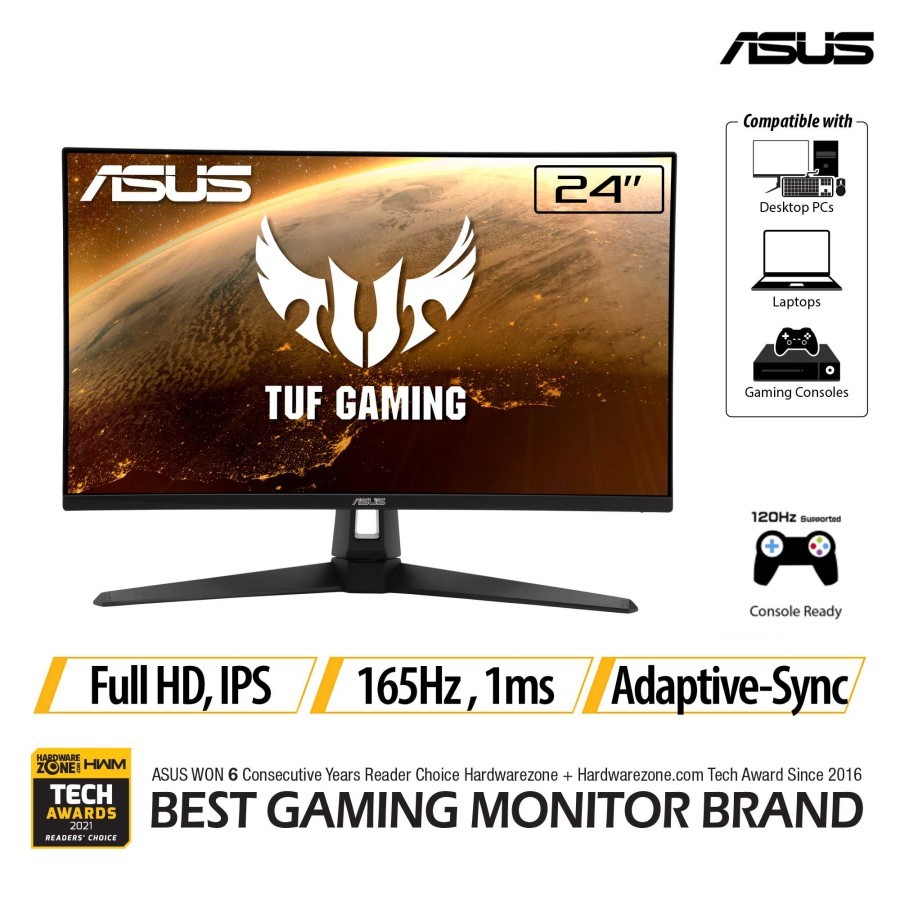 ASUS
Compatible with
Desktop PCs
Laptops
Gaming Consoles
ASUS
24"
TUF GAMING
ASUS
120Hz Supported
Console Ready
Full HD, IPS
165Hz , 1ms
Adaptive-Sync
HARDWARE
ZONE.COM HWM
TECH
AWARDS
2021
READERS' CHOICE
ASUS WON 6 Consecutive Years Reader Choice Hardwarezone + Hardwarezone.com Tech Award Since 2016
BEST GAMING MONITOR BRAND